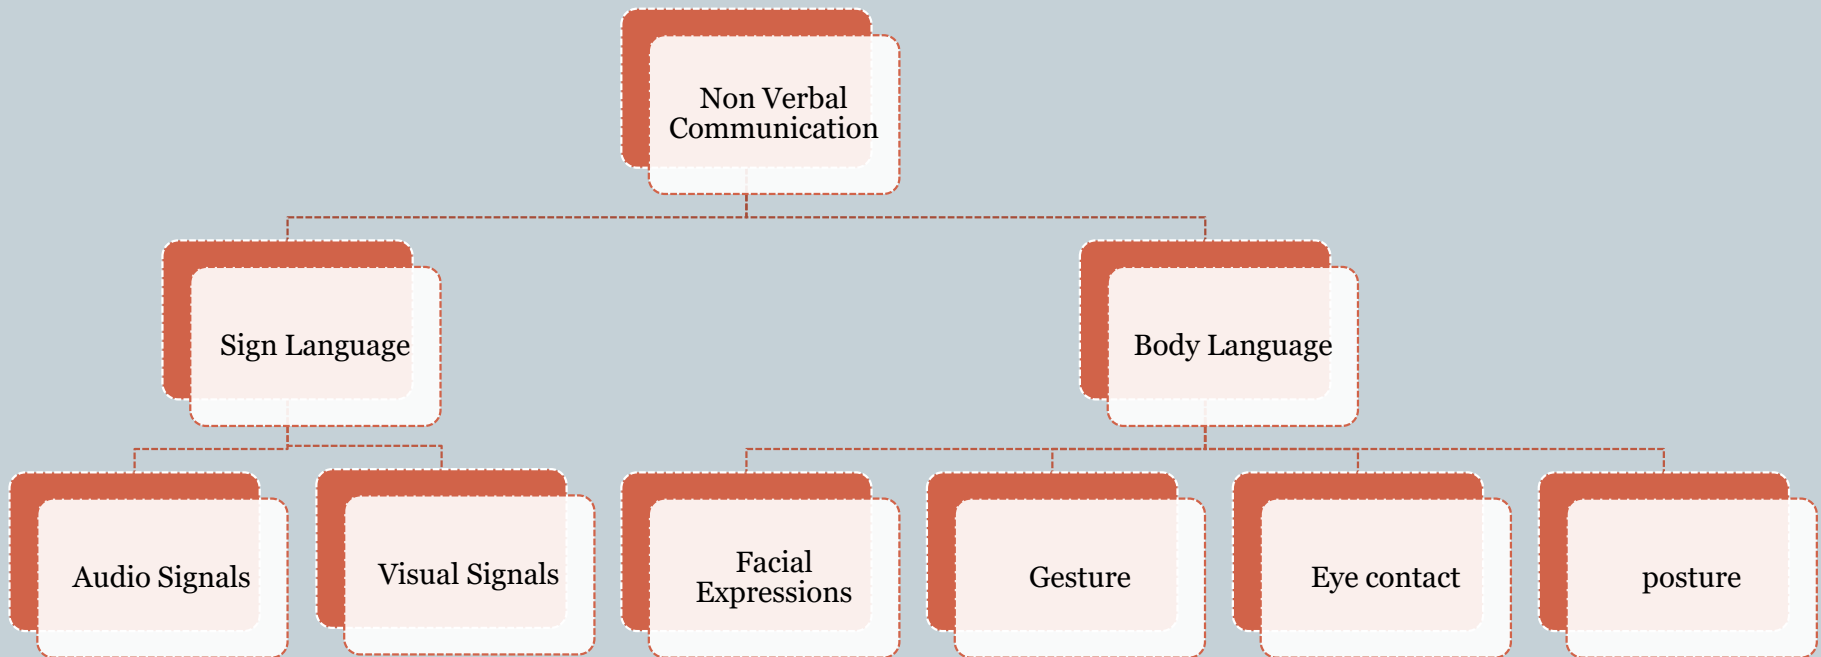 Non Verbal
Communication
Sign Language
Body Language
Audio Signals
Visual Signals
Facial
Expressions
Gesture
Eye contact
posture